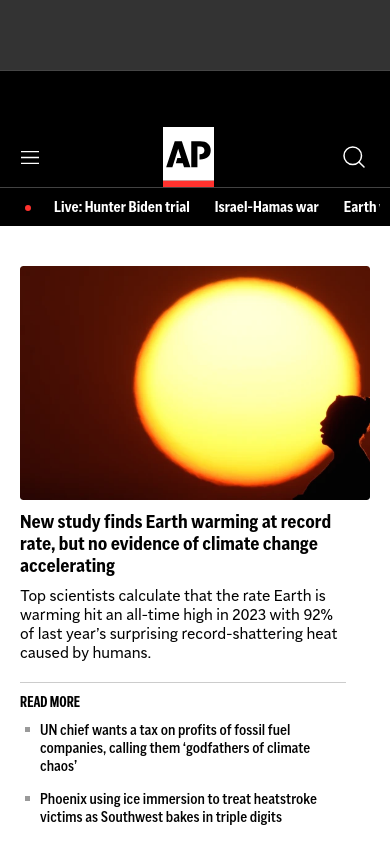 AP
Live: Hunter Biden trial
Israel-Hamas war
Earth
New study finds Earth warming at record
rate, but no evidence of climate change
accelerating
Top scientists calculate that the rate Earth is
warming hit an all-time high in 2023 with 92%
of last year’s surprising record-shattering heat
caused by humans.
READ MORE
UN chief wants a tax on profits of fossil fuel
companies, calling them ‘godfathers of climate
chaos’
Phoenix using ice immersion to treat heatstroke
victims as Southwest bakes in triple digits